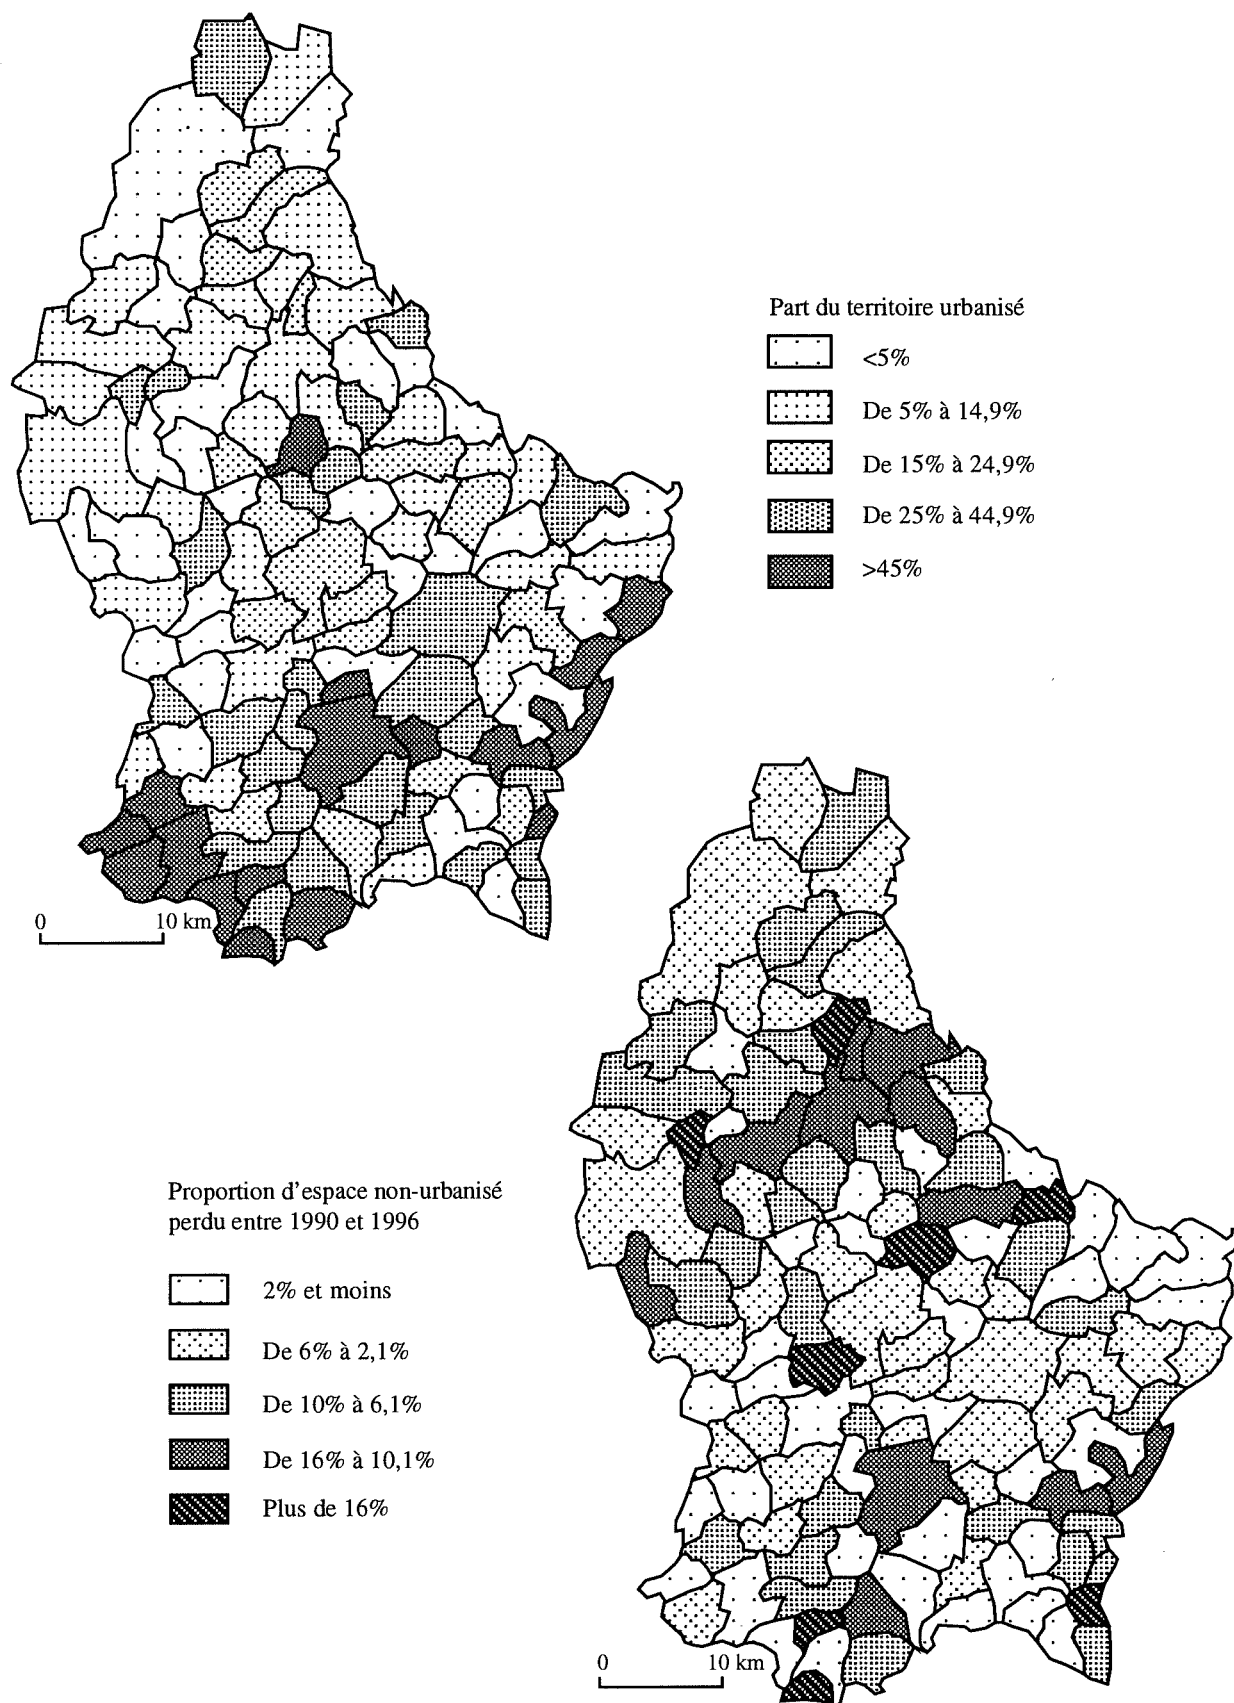 Part du territoire urbanisé
<5%
De 5% à 14,9%
De 15% à 24,9%
De 25% à 44,9%
>45%
0 10 km
Proportion d'espace non-urbanisé
perdu entre 1990 et 1996
2% et moins
De 6% à 2,1%
De 10% à 6,1%
De 16% à 10,1%
Plus de 16%
0 10 km